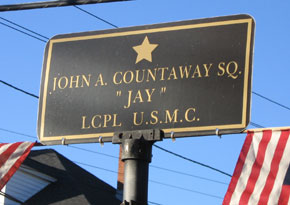 JOHN A. COUNTAWAY SQ.
" JAY "
LCPL U.S.M.C.